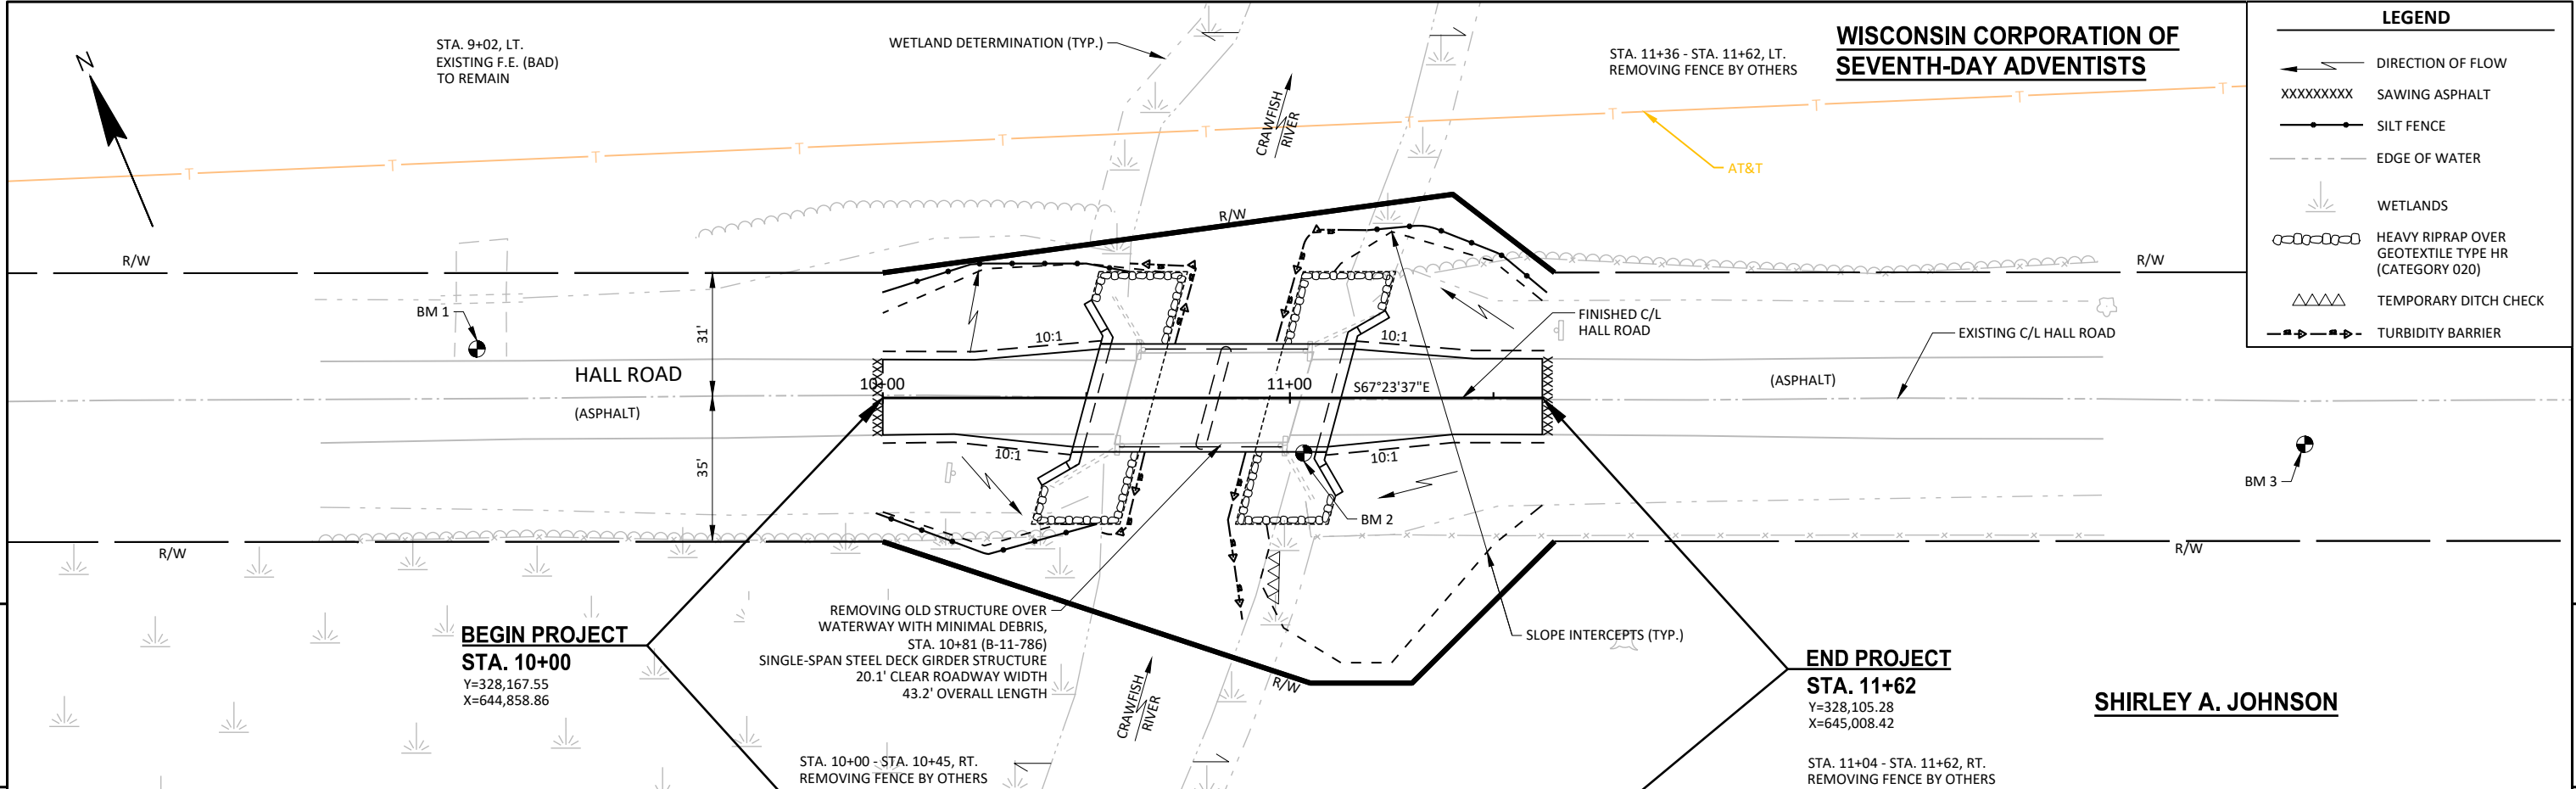 STA. 9+02, LT.
EXISTING F.E. (BAD)
TO REMAIN
N
WETLAND DETERMINATION (TYP.)
CRAWFISH
RIVER
STA. 11+36 - STA. 11+62, LT.
REMOVING FENCE BY OTHERS
WISCONSIN CORPORATION OF
SEVENTH-DAY ADVENTISTS
LEGEND
DIRECTION OF FLOW
XXXXXXXXX SAWING ASPHALT
SILT FENCE
EDGE OF WATER
WETLANDS
HEAVY RIPRAP OVER
GEOTEXTILE TYPE HR
(CATEGORY 020)
TEMPORARY DITCH CHECK
TURBIDITY BARRIER
T T T T T T T T T T T
AT&T
R/W
R/W
R/W
BM 1
31'
10:1
10:1
FINISHED C/L
HALL ROAD
EXISTING C/L HALL ROAD
HALL ROAD
(ASPHALT)
10+00
11+00
S67°23'37"E
(ASPHALT)
35'
10:1
10:1
BM 2
BM 3
R/W
R/W
R/W
REMOVING OLD STRUCTURE OVER
WATERWAY WITH MINIMAL DEBRIS,
STA. 10+81 (B-11-786)
SINGLE-SPAN STEEL DECK GIRDER STRUCTURE
20.1' CLEAR ROADWAY WIDTH
43.2' OVERALL LENGTH
SLOPE INTERCEPTS (TYP.)
BEGIN PROJECT
STA. 10+00
Y=328,167.55
X=644,858.86
CRAWFISH
RIVER
END PROJECT
STA. 11+62
Y=328,105.28
X=645,008.42
SHIRLEY A. JOHNSON
STA. 10+00 - STA. 10+45, RT.
REMOVING FENCE BY OTHERS
STA. 11+04 - STA. 11+62, RT.
REMOVING FENCE BY OTHERS